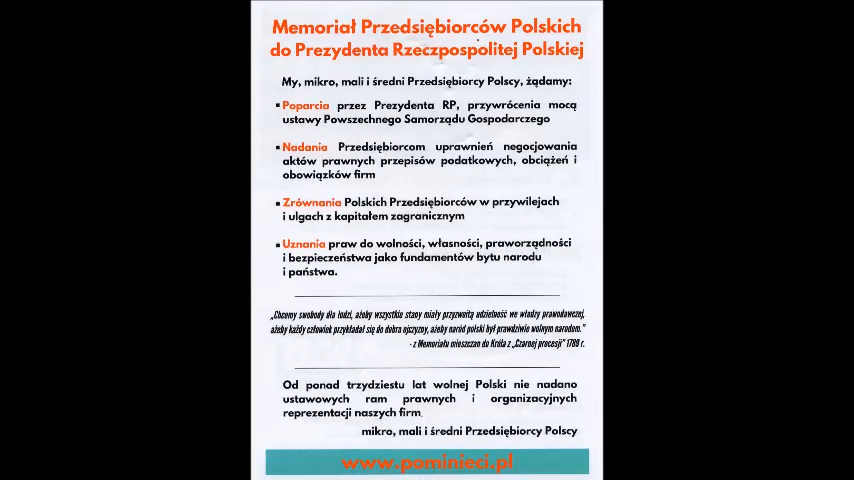 Memoriał Przedsiębiorców Polskich
do Prezydenta Rzeczpospolitej Polskiej
My, mikro, mali i średni Przedsiębiorcy Polscy, żądamy:
▪ Poparcia przez Prezydenta RP, przywrócenia mocą
ustawy Powszechnego Samorządu Gospodarczego
▪ Nadania Przedsiębiorcom uprawnień negocjowania
aktów prawnych przepisów podatkowych, obciążeń i
obowiązków firm
▪ Zrównania Polskich Przedsiębiorców w przywilejach
i ulgach z kapitałem zagranicznym
▪ Uznania praw do wolności, własności, praworządności
i bezpieczeństwa jako fundamentów bytu narodu
i państwa.
„Chcemy swobody dla ludzi, ażeby wszystkie stany miały przyzwoitą udzielność we władzy prawodawczej,
ażeby każdy człowiek przykładał się do dobra ojczyzny, ażeby naród polski był prawdziwie wolnym narodem."
- z Memoriału mieszczan do Króla z „Czarnej procesji" 1789 r.
Od ponad trzydziestu lat wolnej Polski nie nadano
ustawowych ram prawnych i organizacyjnych
reprezentacji naszych firm.
mikro, mali i średni Przedsiębiorcy Polscy
www.pominieci.pl